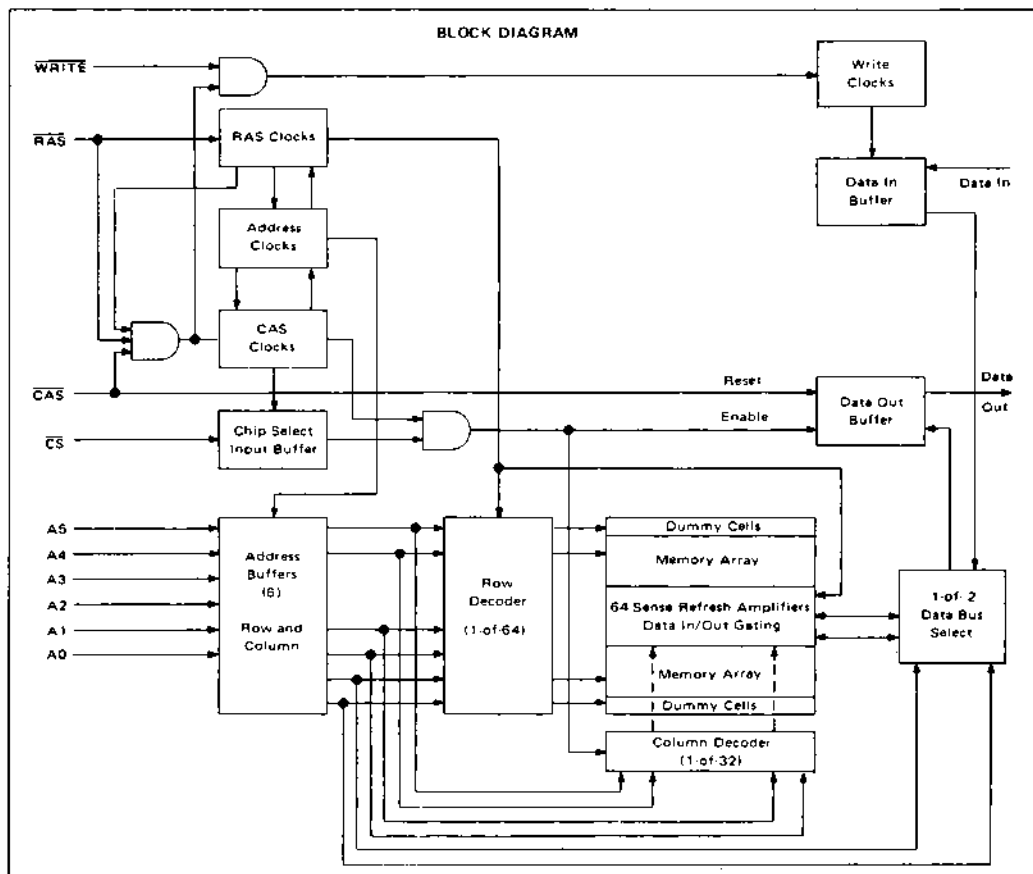 BLOCK DIAGRAM
WRITE
Write
Clocks
RAS
RAS Clocks
Data In
Buffer
Data In
Address
Clocks
CAS
Clocks
CAS
Reset
Data Out
Buffer
Data
Out
Enable
CS
Chip Select
Input Buffer
A5
A4
A3
A2
A1
A0
Address
Buffers
(6)
Row and
Column
Row
Decoder
(1-of-64)
Dummy Cells
Memory Array
64 Sense Refresh Amplifiers
Data In/Out Gating
Memory Array
Dummy Cells
1-of-2
Data Bus
Select
Column Decoder
(1-of-32)